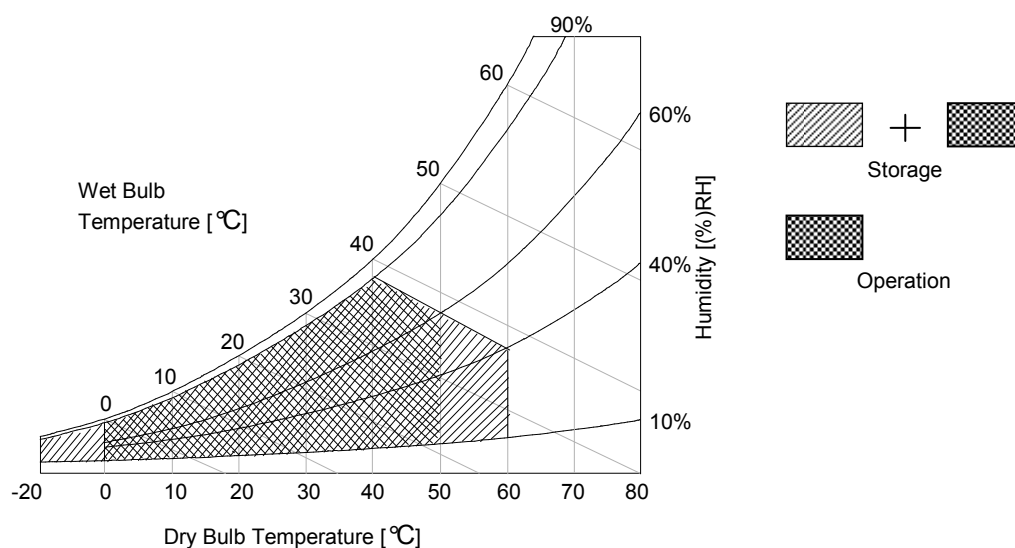 90%
60
60%
50
Wet Bulb
Temperature [℃]
40
40%
30
20
10
0
10%
Humidity [(%)RH]
-20 0 10 20 30 40 50 60 70 80
Dry Bulb Temperature [℃]
+
Storage
Operation